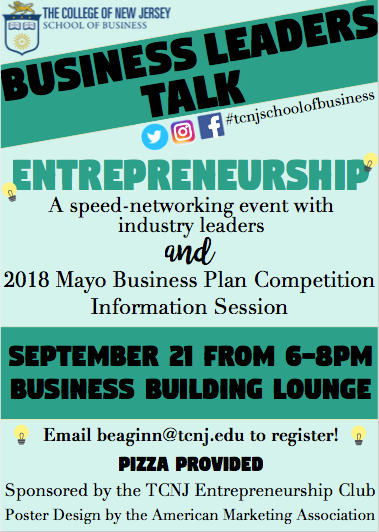 THE COLLEGE OF NEW JERSEY
SCHOOL OF BUSINESS
BUSINESS LEADERS
TALK
#tcnjschoolofbusiness
ENTREPRENEURSHIP
A speed-networking event with
industry leaders
and
2018 Mayo Business Plan Competition
Information Session
SEPTEMBER 21 FROM 6-8PM
BUSINESS BUILDING LOUNGE
Email beaginn@tcnj.edu to register!
PIZZA PROVIDED
Sponsored by the TCNJ Entrepreneurship Club
Poster Design by the American Marketing Association